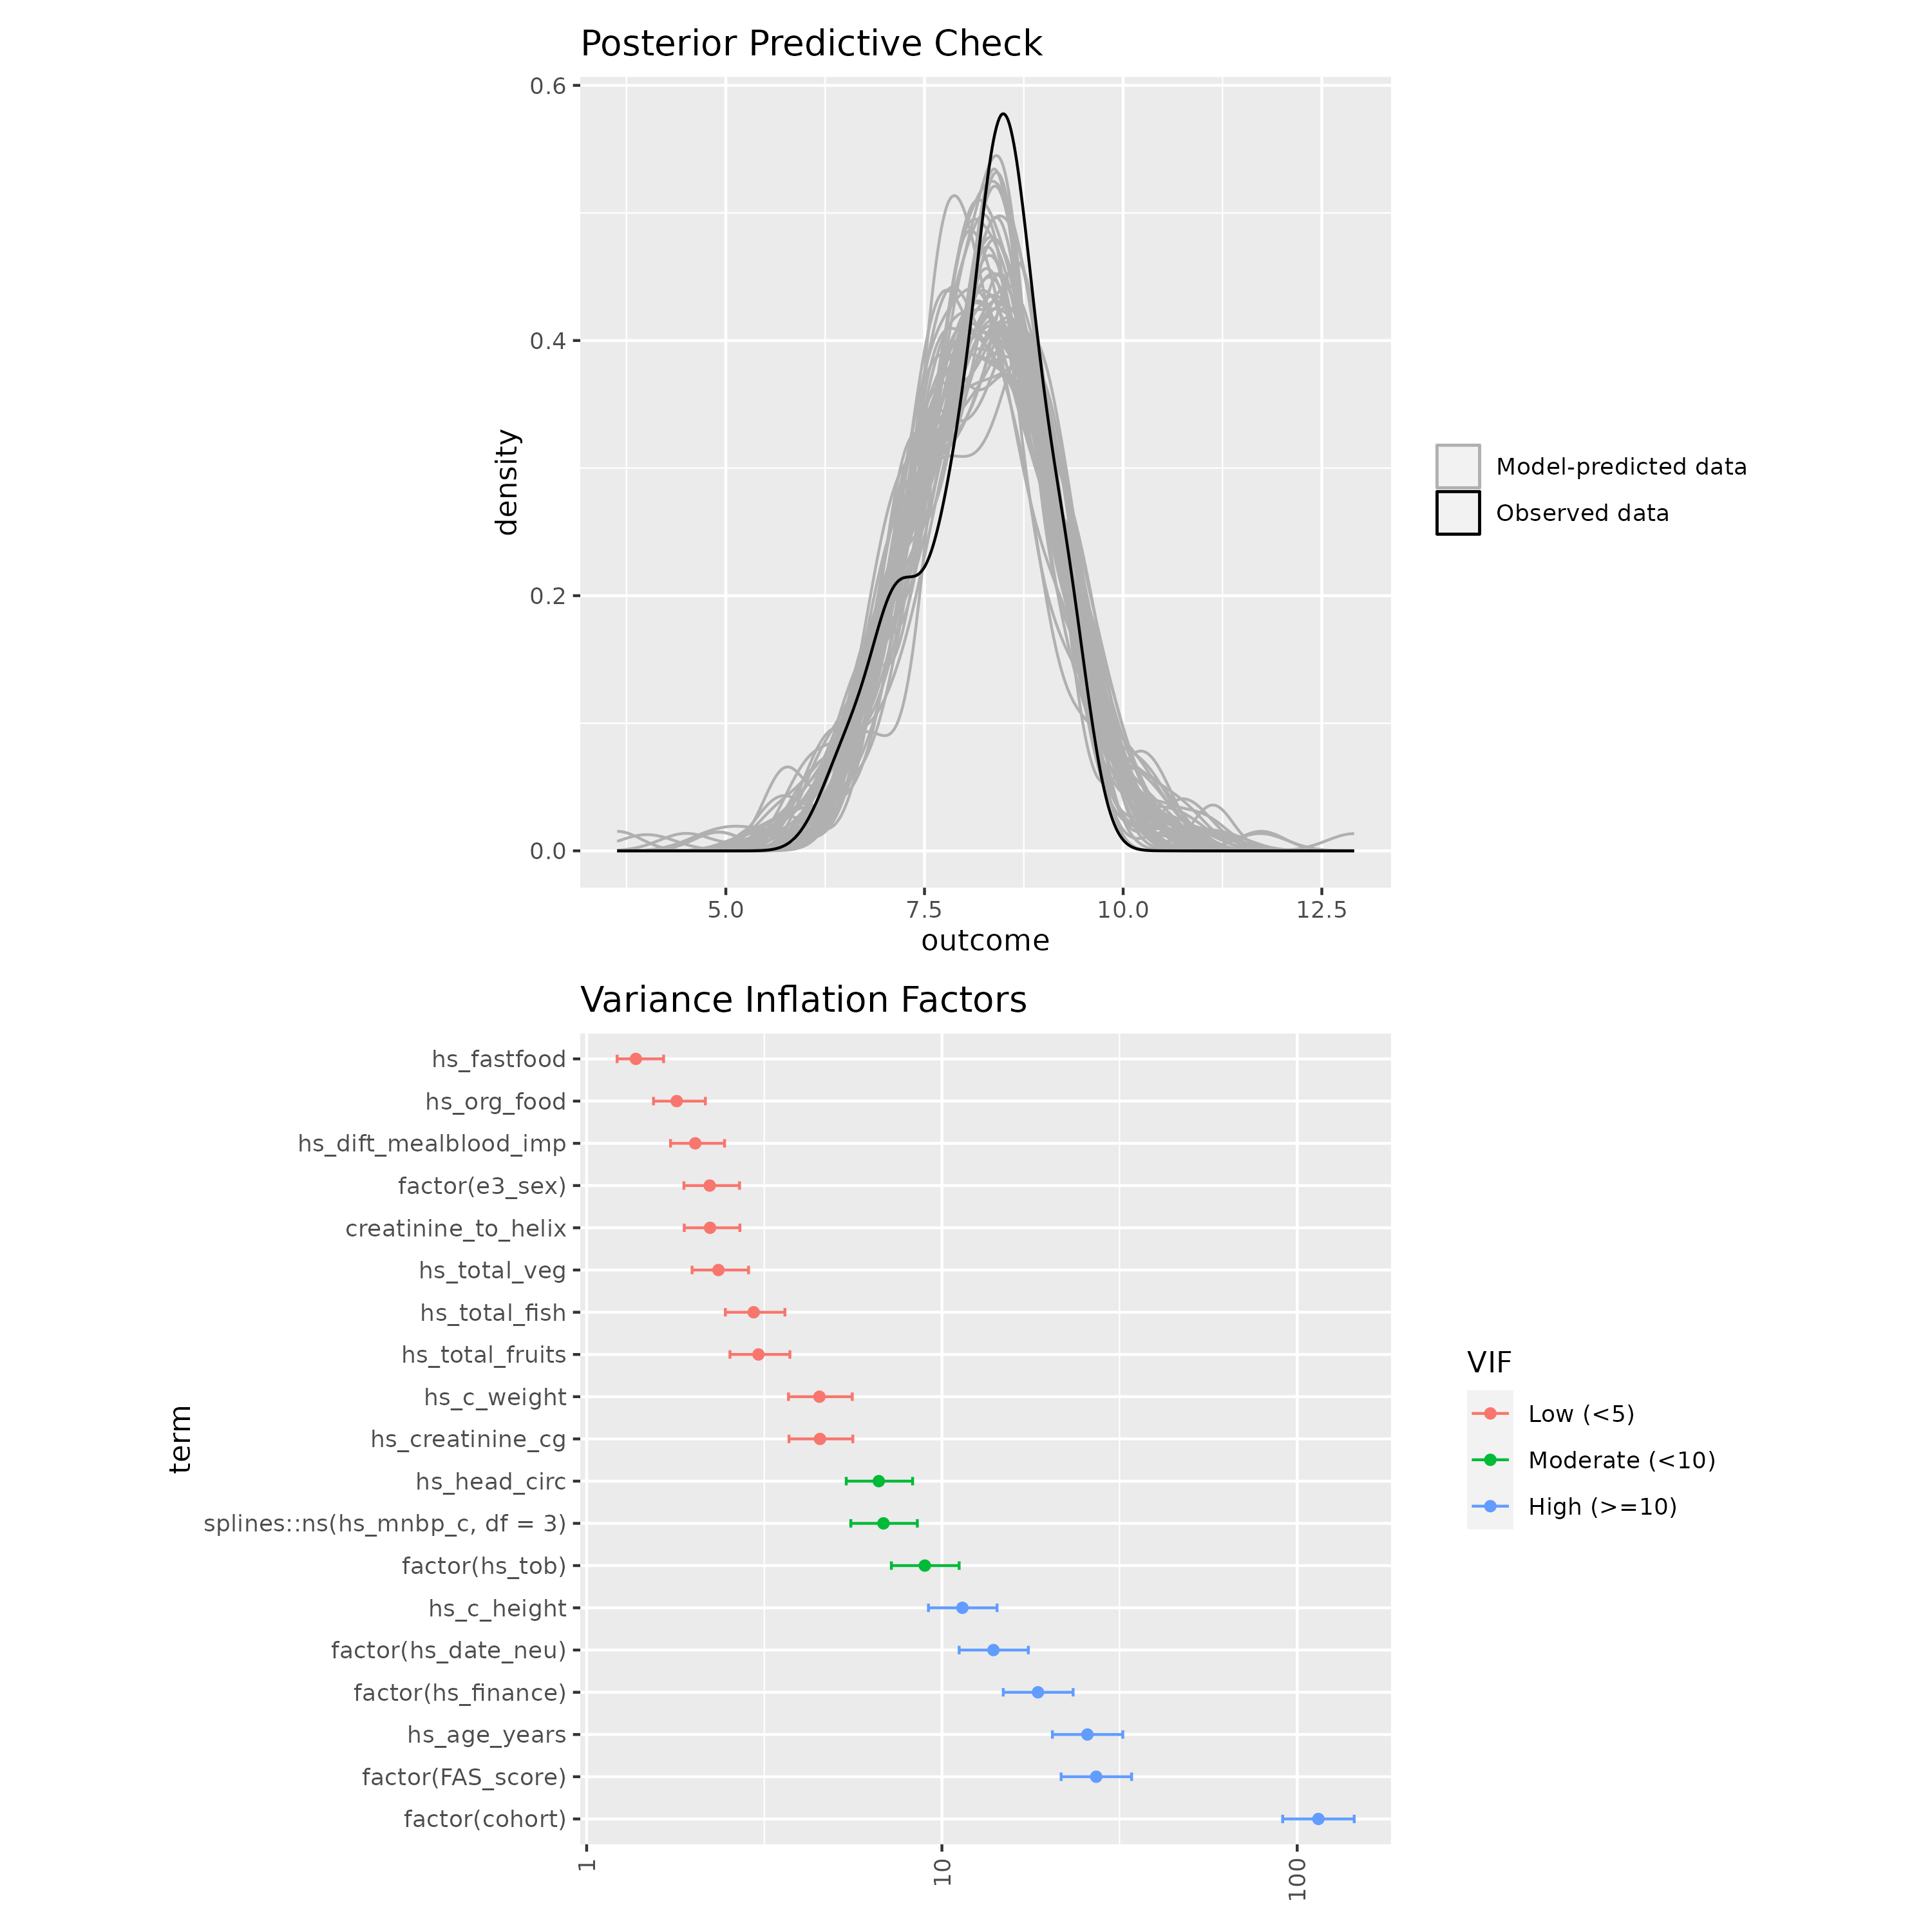 Posterior Predictive Check
0.6
0.4
0.2
0.0
density
5.0 7.5 10.0 12.5
outcome
Model-predicted data
Observed data
Variance Inflation Factors
hs_fastfood
hs_org_food
hs_dift_mealblood_imp
factor(e3_sex)
creatinine_to_helix
hs_total_veg
hs_total_fish
hs_total_fruits
hs_c_weight
hs_creatinine_cg
hs_head_circ
splines::ns(hs_mnbp_c, df = 3)
factor(hs_tob)
hs_c_height
factor(hs_date_neu)
factor(hs_finance)
hs_age_years
factor(FAS_score)
factor(cohort)
term
1 10 100
VIF
Low (<5)
Moderate (<10)
High (>=10)